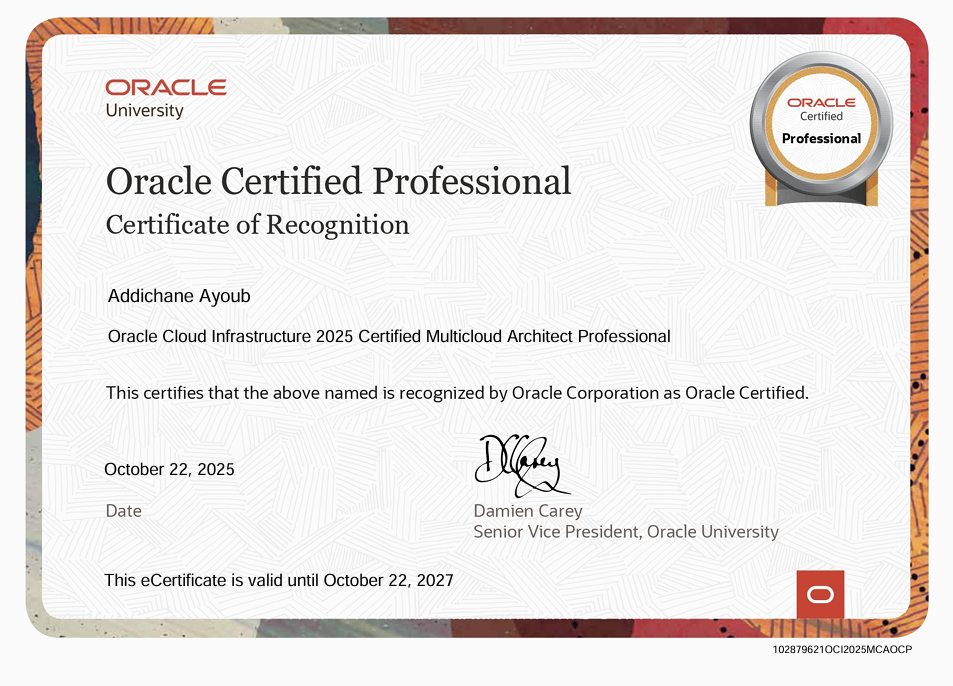 ORACLE
University
ORACLE
Certified
Professional
Oracle Certified Professional
Certificate of Recognition
Addichane Ayoub
Oracle Cloud Infrastructure 2025 Certified Multicloud Architect Professional
This certifies that the above named is recognized by Oracle Corporation as Oracle Certified.
DCarey
October 22, 2025
Date
Damien Carey
Senior Vice President, Oracle University
This eCertificate is valid until October 22, 2027
102879621OCI2025MCAOCP